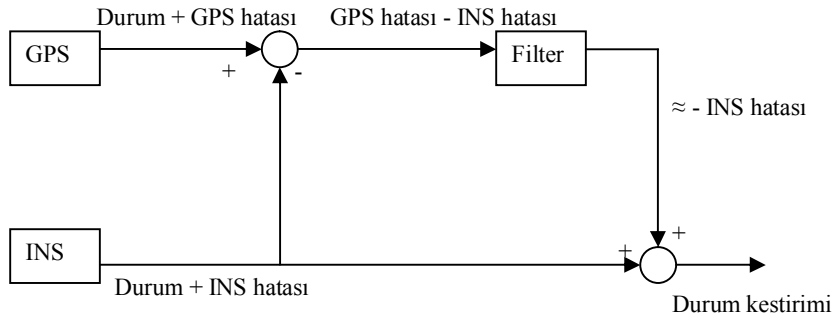 Durum + GPS hatası
GPS hatası - INS hatası
GPS
+
-
Filter
≈ - INS hatası
INS
+
+
Durum + INS hatası
Durum kestirimi